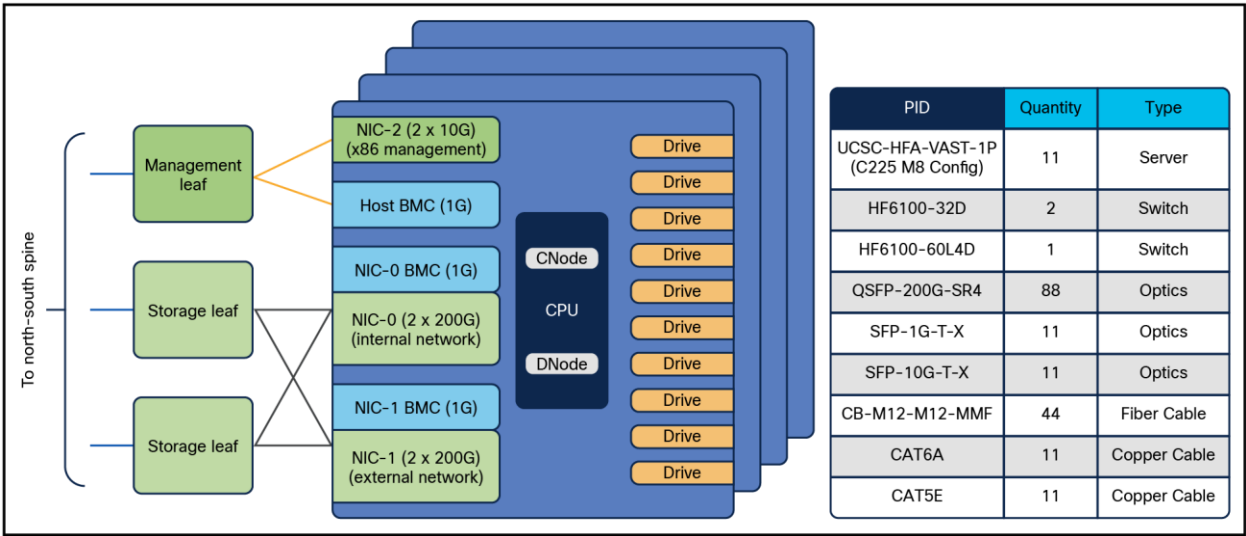 To north-south spine
Management
leaf
Storage leaf
Storage leaf
NIC-2 (2 x 10G)
(x86 management)
Host BMC (1G)
NIC-0 BMC (1G)
NIC-0 (2 x 200G)
(internal network)
NIC-1 BMC (1G)
NIC-1 (2 x 200G)
(external network)
CNode
CPU
DNode
Drive
Drive
Drive
Drive
Drive
Drive
Drive
Drive
Drive
Drive
PID Quantity Type
UCSC-HFA-VAST-1P
(C225 M8 Config) 11 Server
HF6100-32D 2 Switch
HF6100-60L4D 1 Switch
QSFP-200G-SR4 88 Optics
SFP-1G-T-X 11 Optics
SFP-10G-T-X 11 Optics
CB-M12-M12-MMF 44 Fiber Cable
CAT6A 11 Copper Cable
CAT5E 11 Copper Cable